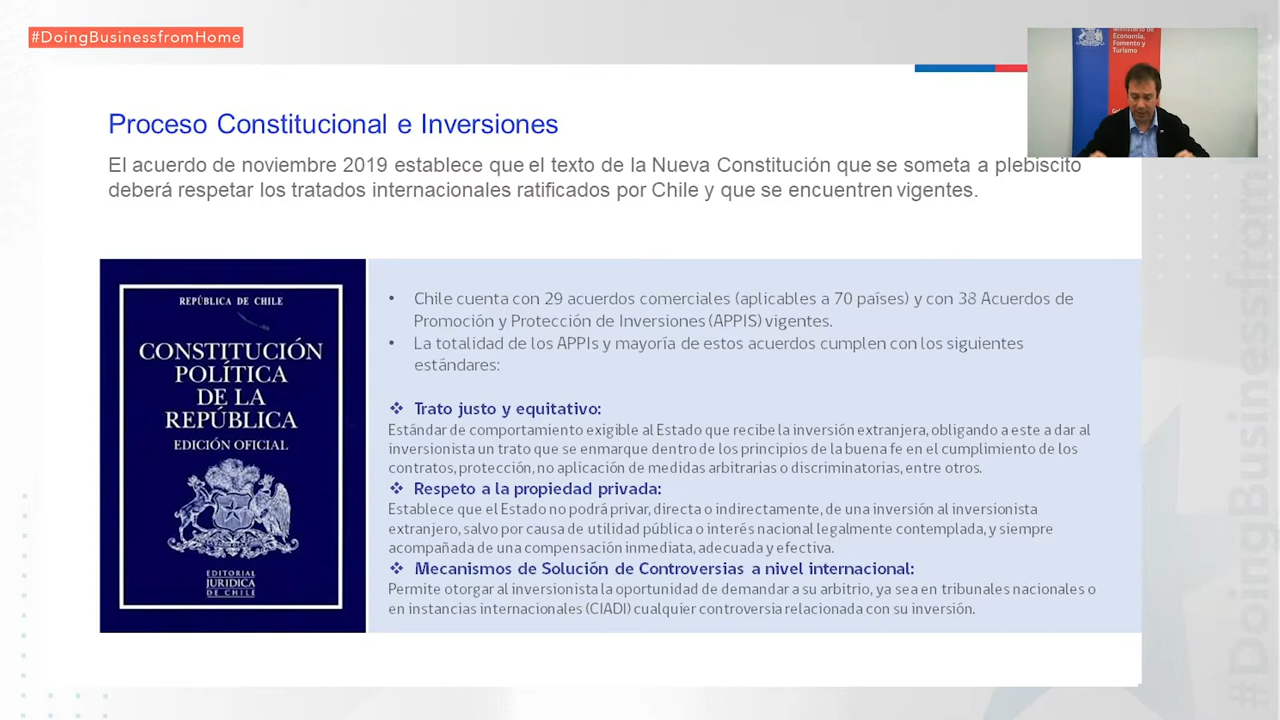 #DoingBusinessfromHome
Ministerio de
Economía,
Fomento y
Turismo
Proceso Constitucional e Inversiones
El acuerdo de noviembre 2019 establece que el texto de la Nueva Constitución que se someta a plebiscito
deberá respetar los tratados internacionales ratificados por Chile y que se encuentren vigentes.
REPÚBLICA DE CHILE
CONSTITUCIÓN
POLÍTICA
DE LA
REPÚBLICA
EDICIÓN OFICIAL
EDITORIAL
JURIDICA
DE CHILE
• Chile cuenta con 29 acuerdos comerciales (aplicables a 70 países) y con 38 Acuerdos de
Promoción y Protección de Inversiones (APPIS) vigentes.
• La totalidad de los APPIs y mayoría de estos acuerdos cumplen con los siguientes
estándares:
❖ Trato justo y equitativo:
Estándar de comportamiento exigible al Estado que recibe la inversión extranjera, obligando a este a dar al
inversionista un trato que se enmarque dentro de los principios de la buena fe en el cumplimiento de los
contratos, protección, no aplicación de medidas arbitrarias o discriminatorias, entre otros.
❖ Respeto a la propiedad privada:
Establece que el Estado no podrá privar, directa o indirectamente, de una inversión al inversionista
extranjero, salvo por causa de utilidad pública o interés nacional legalmente contemplada, y siempre
acompañada de una compensación inmediata, adecuada y efectiva.
❖ Mecanismos de Solución de Controversias a nivel internacional:
Permite otorgar al inversionista la oportunidad de demandar a su arbitrio, ya sea en tribunales nacionales o
en instancias internacionales (CIADI) cualquier controversia relacionada con su inversión.
#DoingBusinessfrom